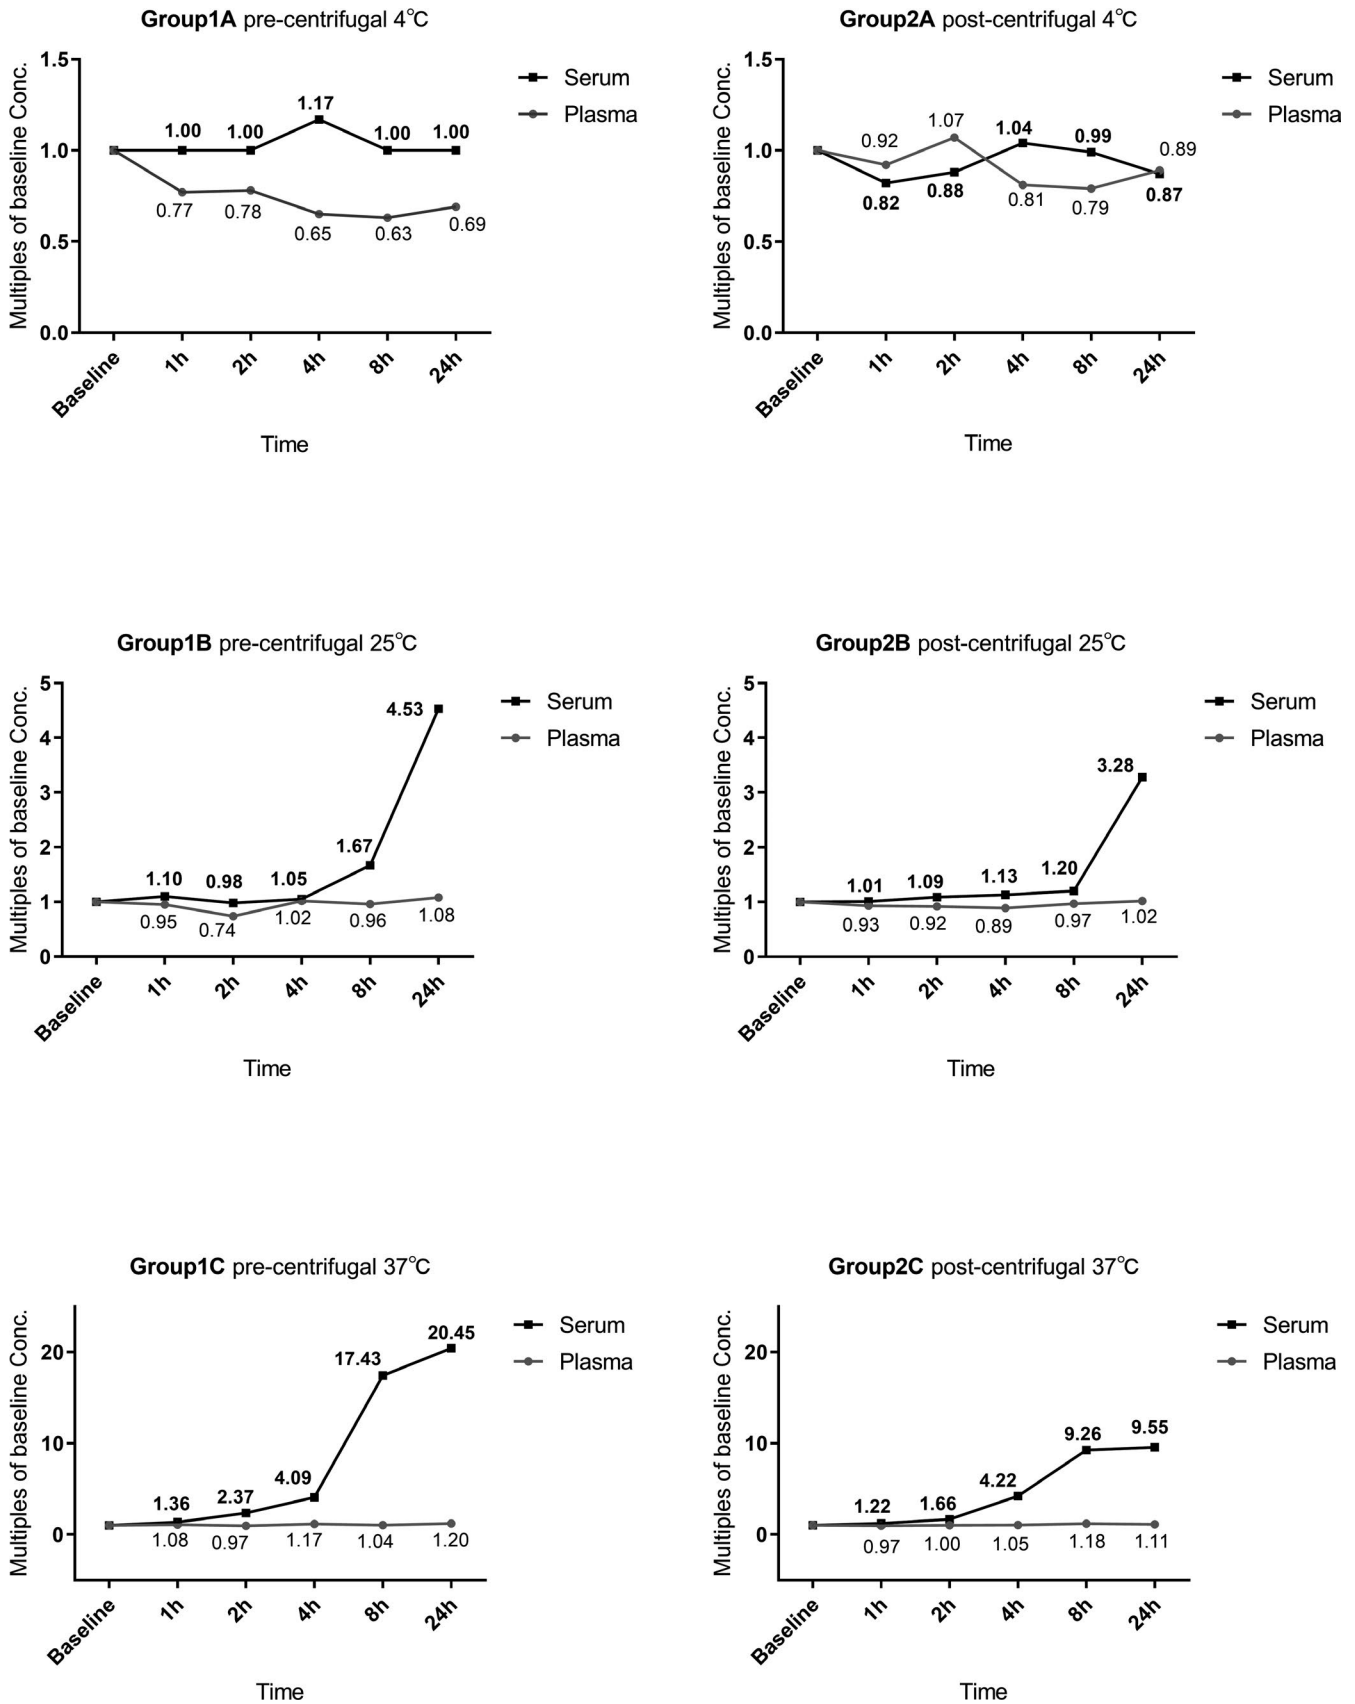 Group1A pre-centrifugal 4℃
Multiples of baseline Conc.
1.5
1.0
0.5
0.0
1.00
1.00
1.17
1.00
1.00
0.77
0.78
0.65
0.63
0.69
Serum
Plasma
Baseline
1h
2h
4h
8h
24h
Time
Group2A post-centrifugal 4℃
Multiples of baseline Conc.
1.5
1.0
0.5
0.0
0.92
1.07
1.04
0.99
0.89
0.82
0.88
0.81
0.79
0.87
Serum
Plasma
Baseline
1h
2h
4h
8h
24h
Time
Group1B pre-centrifugal 25℃
Multiples of baseline Conc.
5
4
3
2
1
0
1.10
0.98
1.05
1.67
4.53
0.95
0.74
1.02
0.96
1.08
Serum
Plasma
Baseline
1h
2h
4h
8h
24h
Time
Group2B post-centrifugal 25℃
Multiples of baseline Conc.
5
4
3
2
1
0
1.01
1.09
1.13
1.20
3.28
0.93
0.92
0.89
0.97
1.02
Serum
Plasma
Baseline
1h
2h
4h
8h
24h
Time
Group1C pre-centrifugal 37℃
Multiples of baseline Conc.
20
10
0
1.36
2.37
4.09
17.43
20.45
1.08
0.97
1.17
1.04
1.20
Serum
Plasma
Baseline
1h
2h
4h
8h
24h
Time
Group2C post-centrifugal 37℃
Multiples of baseline Conc.
20
10
0
1.22
1.66
4.22
9.26
9.55
0.97
1.00
1.05
1.18
1.11
Serum
Plasma
Baseline
1h
2h
4h
8h
24h
Time